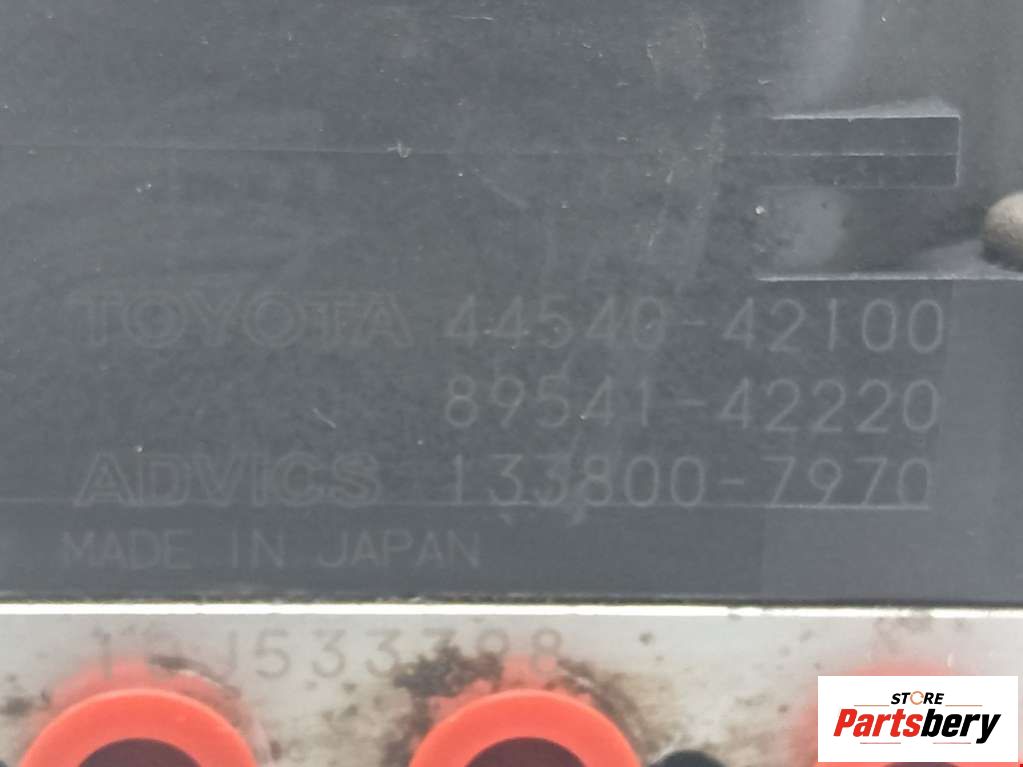 TOYOTA 44540-42100
89541-42220
ADVICS 133800-7970
MADE IN JAPAN
STORE
Partsbery